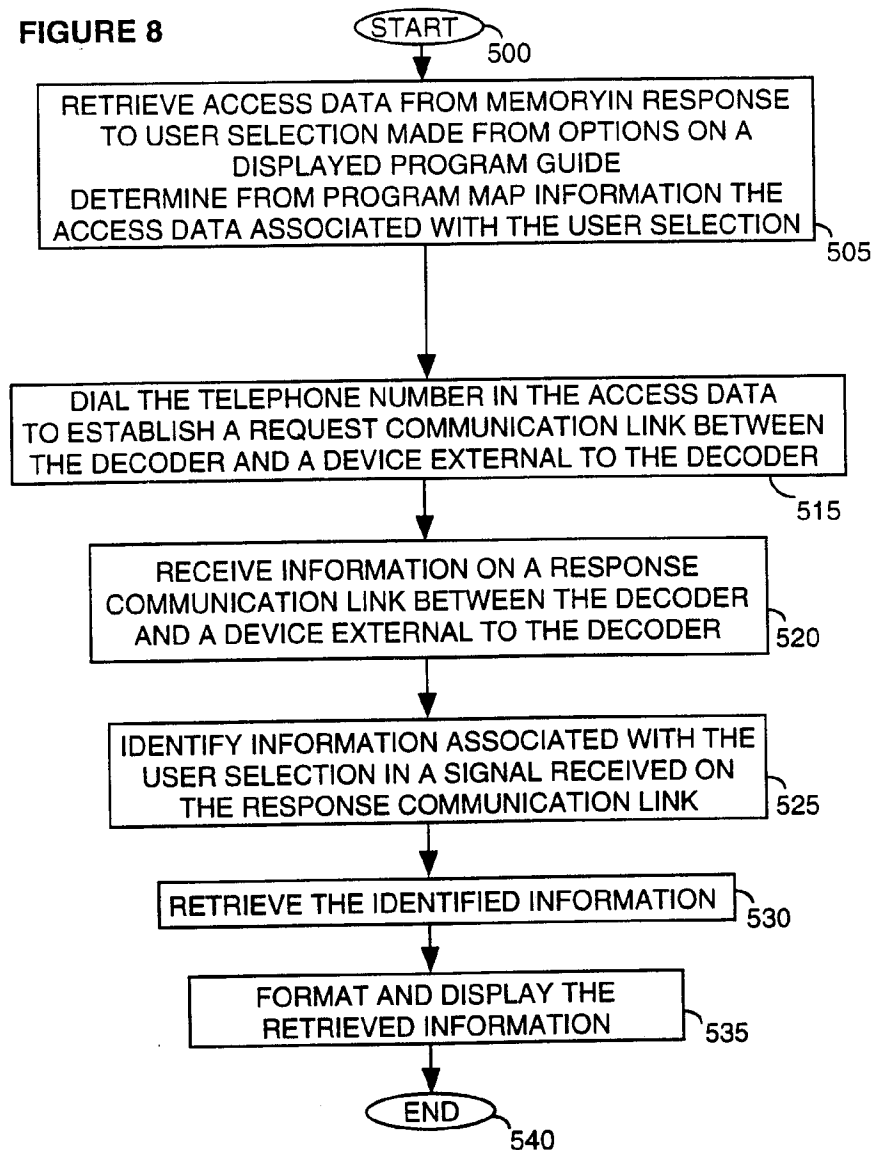 FIGURE 8
START
500
RETRIEVE ACCESS DATA FROM MEMORYIN RESPONSE
TO USER SELECTION MADE FROM OPTIONS ON A
DISPLAYED PROGRAM GUIDE
DETERMINE FROM PROGRAM MAP INFORMATION THE
ACCESS DATA ASSOCIATED WITH THE USER SELECTION
505
DIAL THE TELEPHONE NUMBER IN THE ACCESS DATA
TO ESTABLISH A REQUEST COMMUNICATION LINK BETWEEN
THE DECODER AND A DEVICE EXTERNAL TO THE DECODER
515
RECEIVE INFORMATION ON A RESPONSE
COMMUNICATION LINK BETWEEN THE DECODER
AND A DEVICE EXTERNAL TO THE DECODER
520
IDENTIFY INFORMATION ASSOCIATED WITH THE
USER SELECTION IN A SIGNAL RECEIVED ON
THE RESPONSE COMMUNICATION LINK
525
RETRIEVE THE IDENTIFIED INFORMATION
530
FORMAT AND DISPLAY THE
RETRIEVED INFORMATION
535
END
540